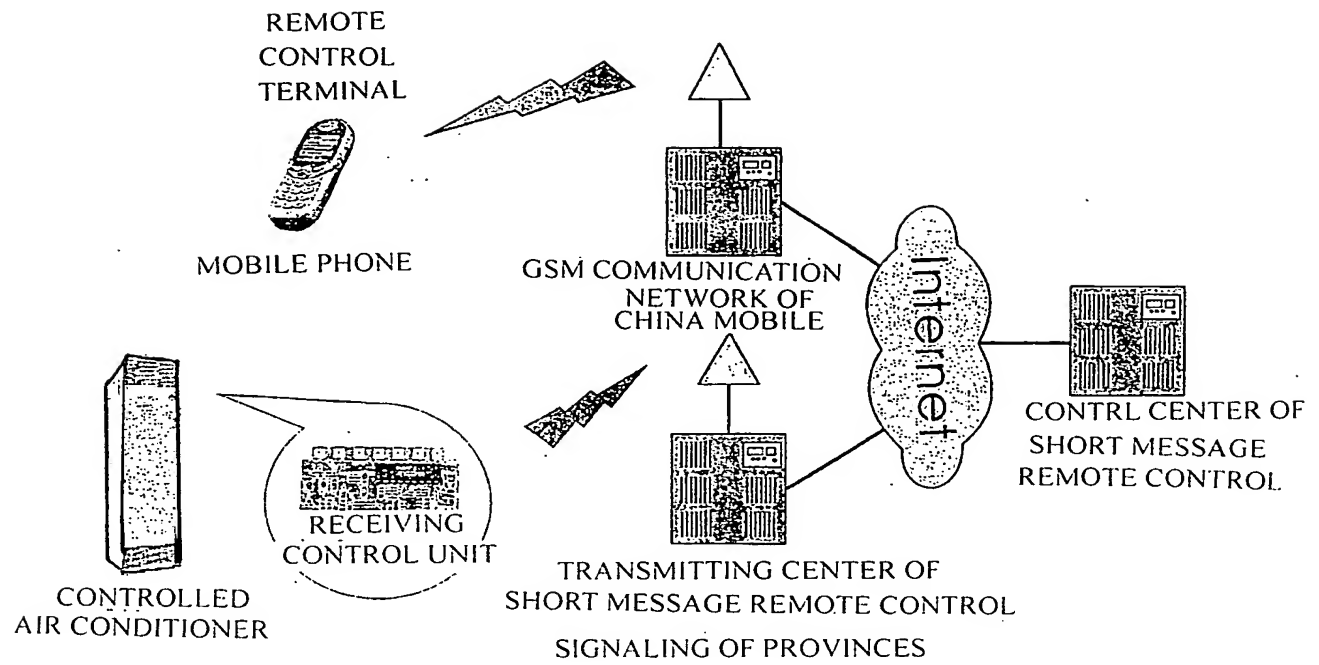 REMOTE
CONTROL
TERMINAL
MOBILE PHONE
GSM COMMUNICATION
NETWORK OF
CHINA MOBILE
Internet
CONTRL CENTER OF
SHORT MESSAGE
REMOTE CONTROL
RECEIVING
CONTROL UNIT
CONTROLLED
AIR CONDITIONER
TRANSMITTING CENTER OF
SHORT MESSAGE REMOTE CONTROL
SIGNALING OF PROVINCES